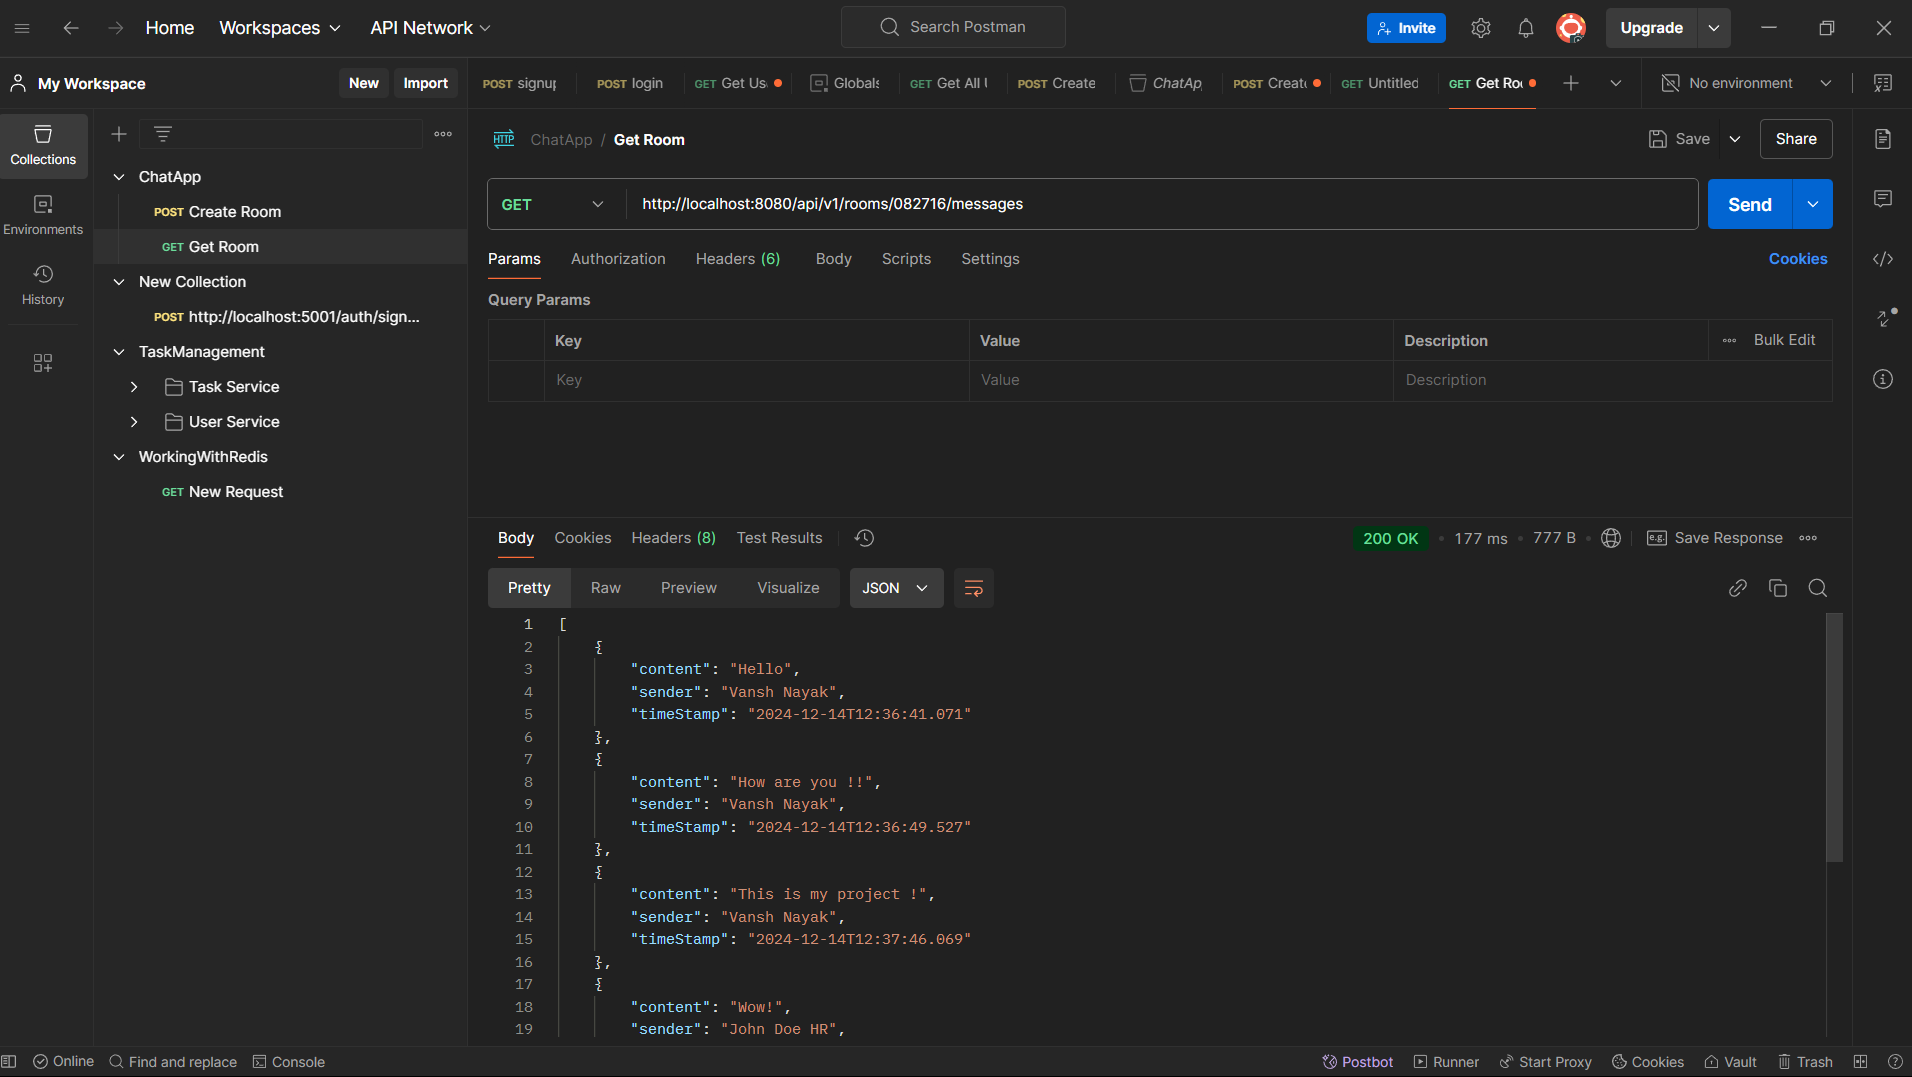 Home Workspaces API Network Search Postman Invite Upgrade
My Workspace New Import POST signup POST login GET Get Us GET Globals GET Get All U POST Create ChatAp POST Creat GET Untitled GET Get Ro No environment
Collections
Environments
History
ChatApp
POST Create Room
GET Get Room
New Collection
POST http://localhost:5001/auth/sign...
TaskManagement
Task Service
User Service
WorkingWithRedis
GET New Request
HTTP ChatApp / Get Room Save Share
GET http://localhost:8080/api/v1/rooms/082716/messages Send
Params Authorization Headers (6) Body Scripts Settings Cookies
Query Params
Key Value Description Bulk Edit
Key Value Description
Body Cookies Headers (8) Test Results 200 OK 177 ms 777 B e.g. Save Response
Pretty Raw Preview Visualize JSON
1 [
2 {
3 "content": "Hello",
4 "sender": "Vansh Nayak",
5 "timeStamp": "2024-12-14T12:36:41.071"
6 },
7 {
8 "content": "How are you !!",
9 "sender": "Vansh Nayak",
10 "timeStamp": "2024-12-14T12:36:49.527"
11 },
12 {
13 "content": "This is my project !",
14 "sender": "Vansh Nayak",
15 "timeStamp": "2024-12-14T12:37:46.069"
16 },
17 {
18 "content": "Wow!",
19 "sender": "John Doe HR",
Online Find and replace Console Postbot Runner Start Proxy Cookies Vault Trash